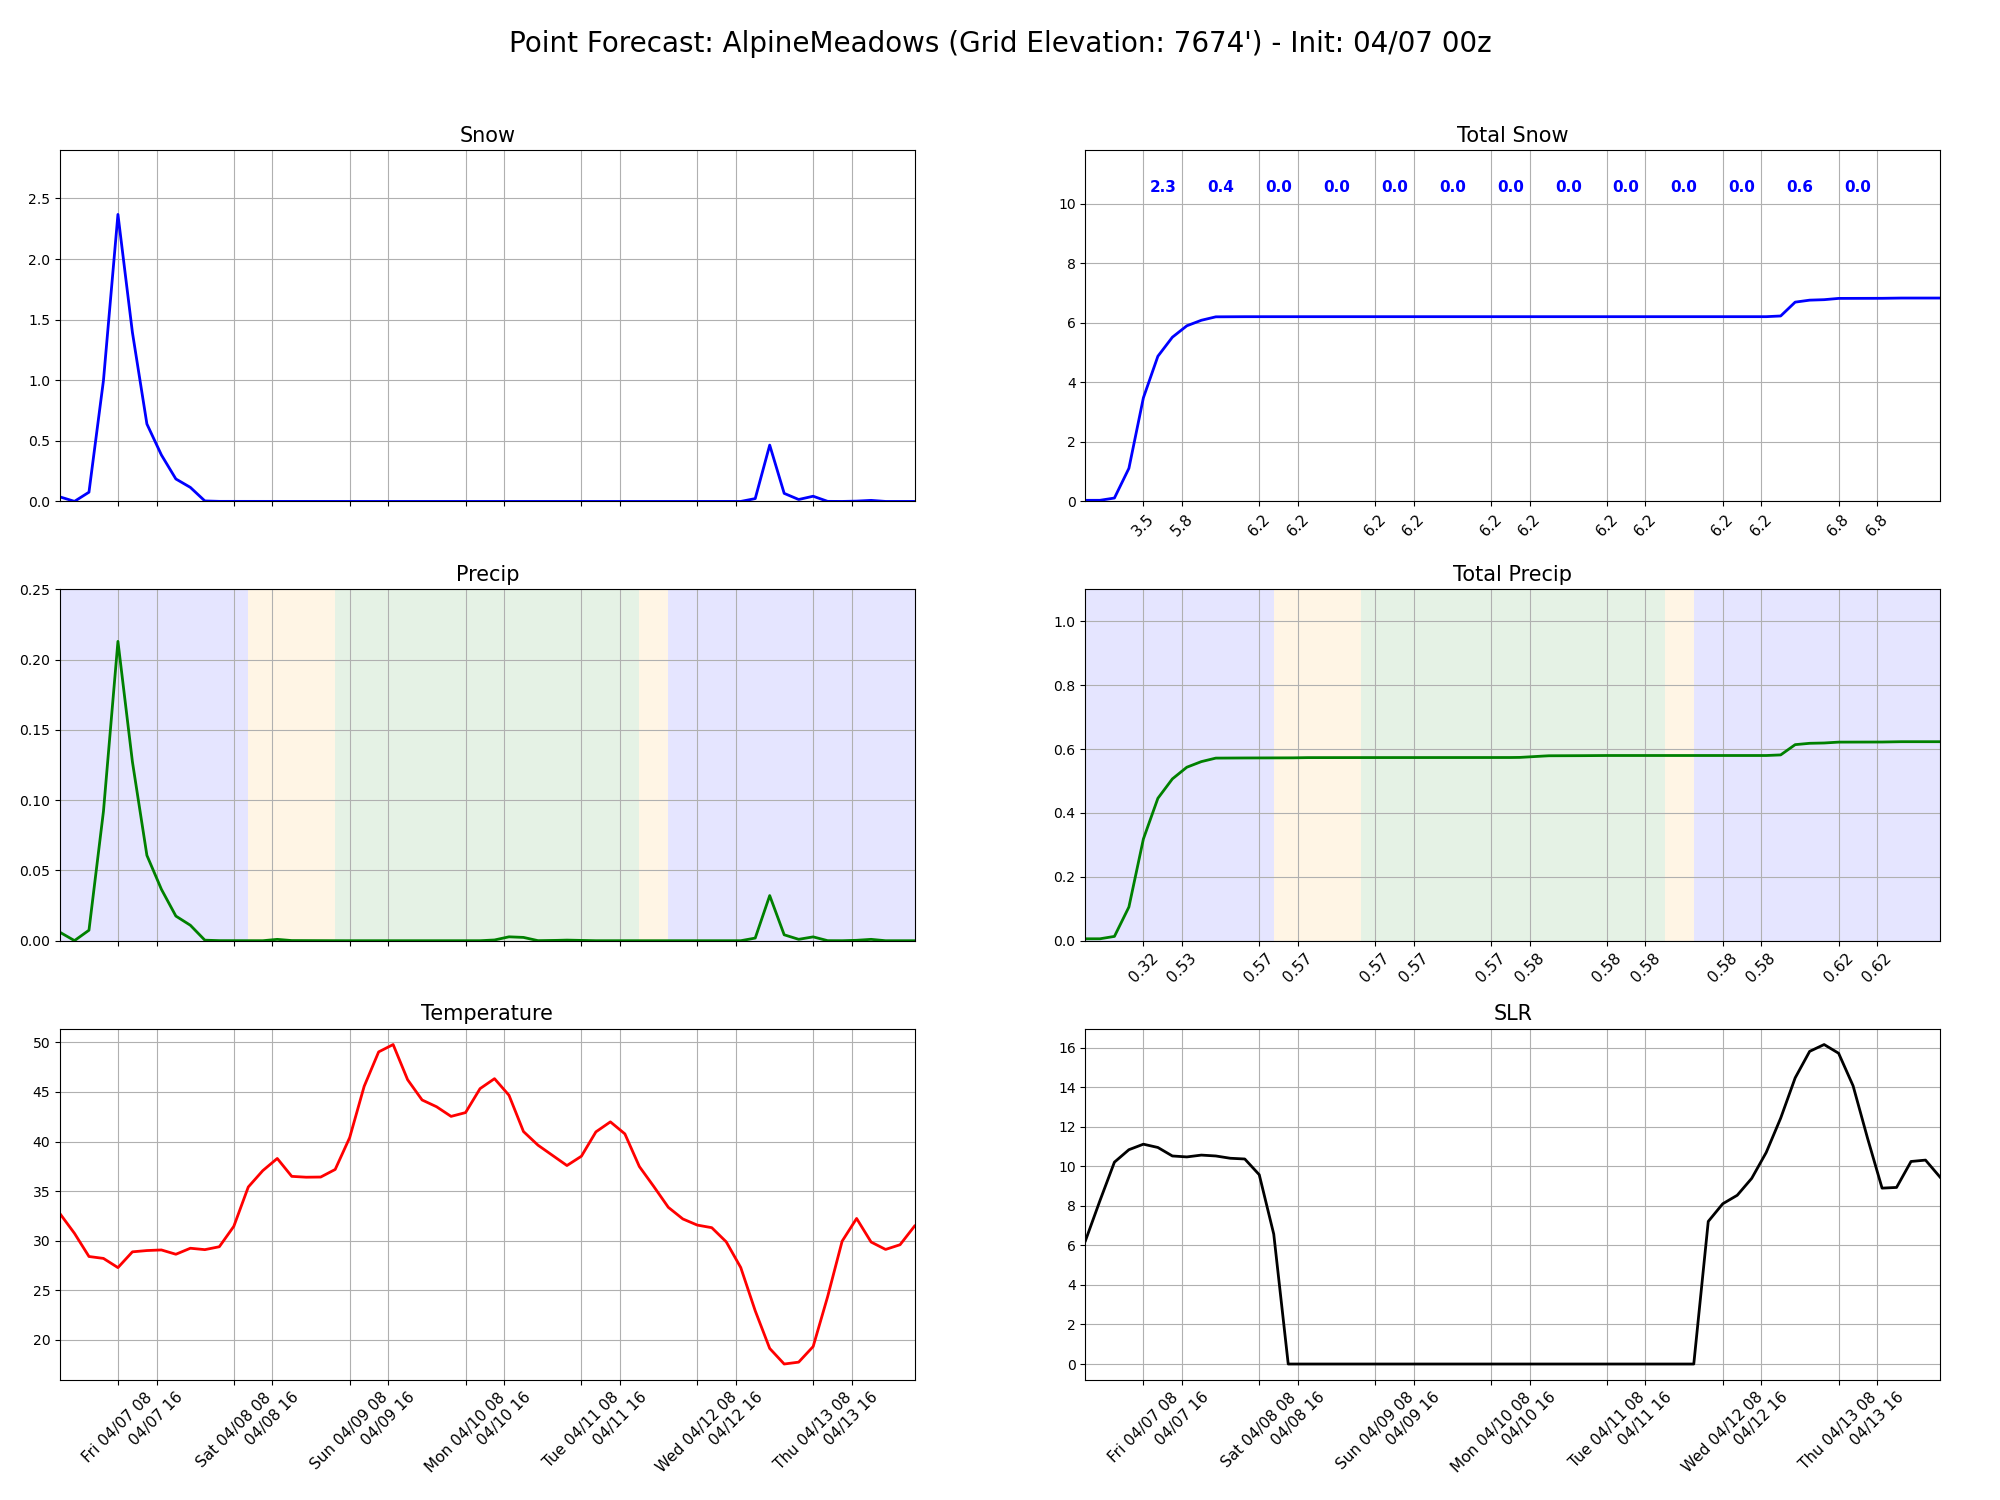 Point Forecast: AlpineMeadows (Grid Elevation: 7674') - Init: 04/07 00z
Snow
2.5
2.0
1.5
1.0
0.5
0.0
Total Snow
2.3 0.4 0.0 0.0 0.0 0.0 0.0 0.0 0.0 0.0 0.0 0.6 0.0
10
8
6
4
2
0
3.5 5.8 6.2 6.2 6.2 6.2 6.2 6.2 6.2 6.2 6.2 6.2 6.8 6.8
Precip
0.25
0.20
0.15
0.10
0.05
0.00
Total Precip
1.0
0.8
0.6
0.4
0.2
0.0
0.32 0.53 0.57 0.57 0.57 0.57 0.57 0.58 0.58 0.58 0.58 0.58 0.62 0.62
Temperature
50
45
40
35
30
25
20
Fri 04/07 08
04/07 16
Sat 04/08 08
04/08 16
Sun 04/09 08
04/09 16
Mon 04/10 08
04/10 16
Tue 04/11 08
04/11 16
Wed 04/12 08
04/12 16
Thu 04/13 08
04/13 16
SLR
16
14
12
10
8
6
4
2
0
Fri 04/07 08
04/07 16
Sat 04/08 08
04/08 16
Sun 04/09 08
04/09 16
Mon 04/10 08
04/10 16
Tue 04/11 08
04/11 16
Wed 04/12 08
04/12 16
Thu 04/13 08
04/13 16